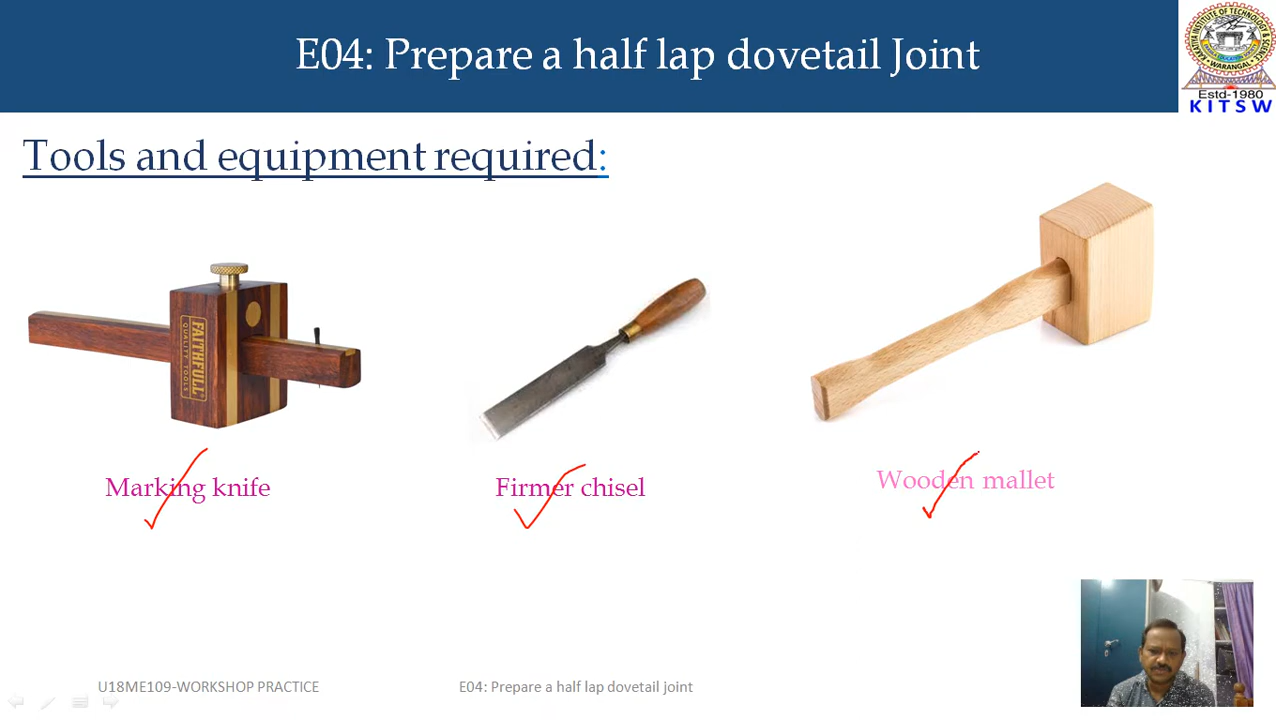 E04: Prepare a half lap dovetail Joint
WARANGAL
Estd-1980
KITSW
Tools and equipment required:
FAITHFULL
QUALITY TOOLS
Marking knife
Firmer chisel
Wooden mallet
U18ME109-WORKSHOP PRACTICE
E04: Prepare a half lap dovetail joint